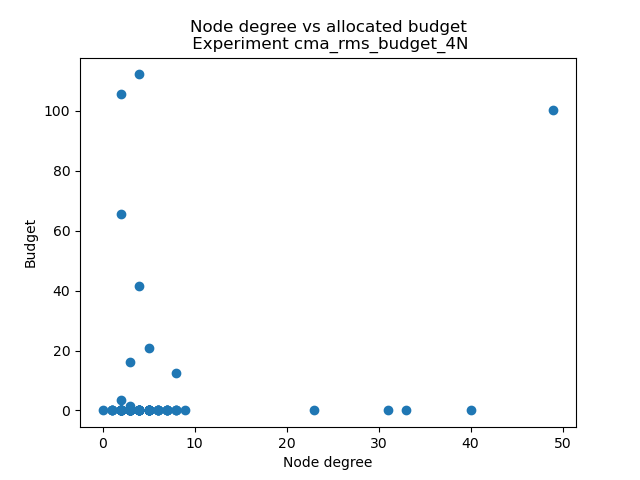 Node degree vs allocated budget
Experiment cma_rms_budget_4N
100
80
60
40
20
0
Budget
0 10 20 30 40 50
Node degree